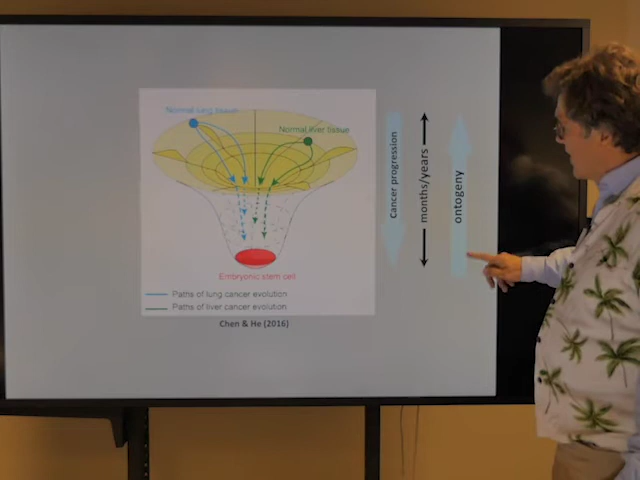 Normal lung tissue
Normal liver tissue
Embryonic stem cell
Paths of lung cancer evolution
Paths of liver cancer evolution
Chen & He (2016)
Cancer progression
months/years
ontogeny